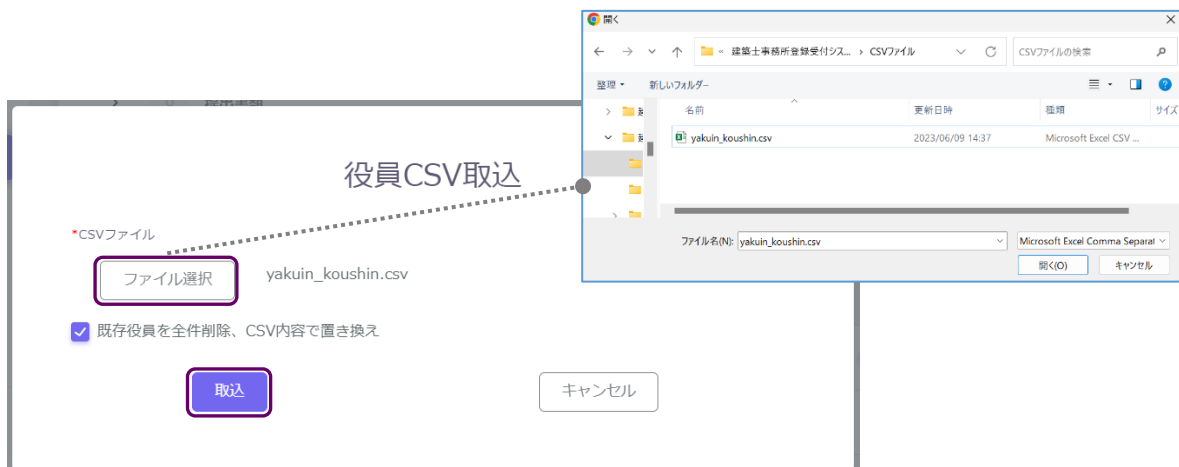 開く
« 建築士事務所登録受付シス... › CSVファイル
CSVファイルの検索
整理
新しいフォルダー
名前 更新日時 種類 サイズ
yakuin_koushin.csv 2023/06/09 14:37 Microsoft Excel CSV ...
ファイル名(N): yakuin_koushin.csv
Microsoft Excel Comma Separat
開く(O) キャンセル
役員CSV取込
*CSVファイル
ファイル選択 yakuin_koushin.csv
既存役員を全件削除、CSV内容で置き換え
取込 キャンセル